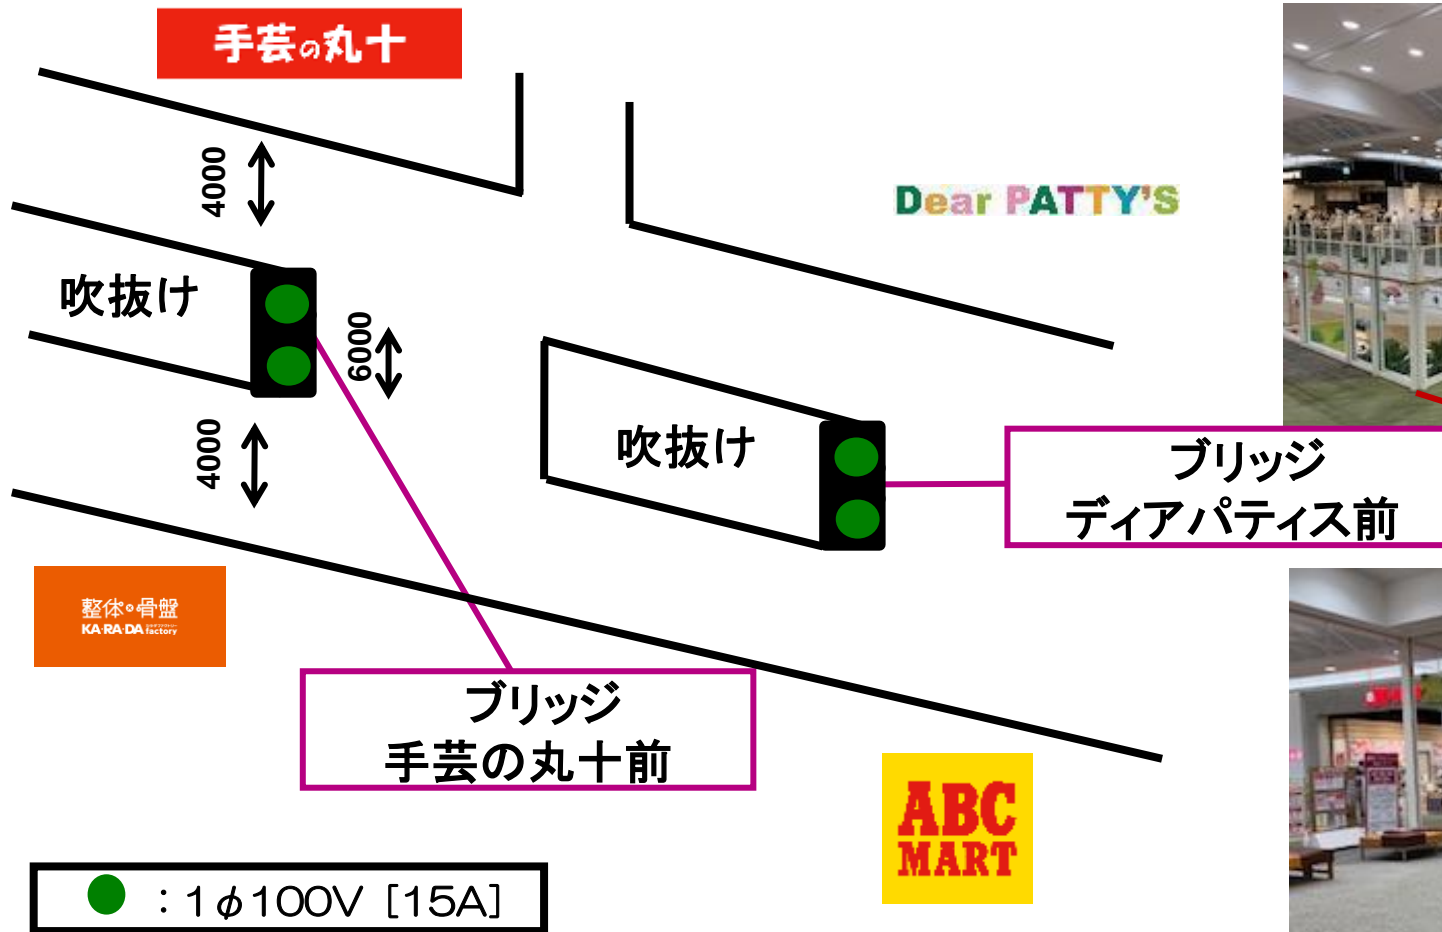 手芸の丸十
4000
Dear PATTY'S
吹抜け
6000
4000
吹抜け
ブリッジ
ディアパティス前
整体×骨盤
KA·RA·DA factory
ブリッジ
手芸の丸十前
ABC
MART
：1φ100V [15A]